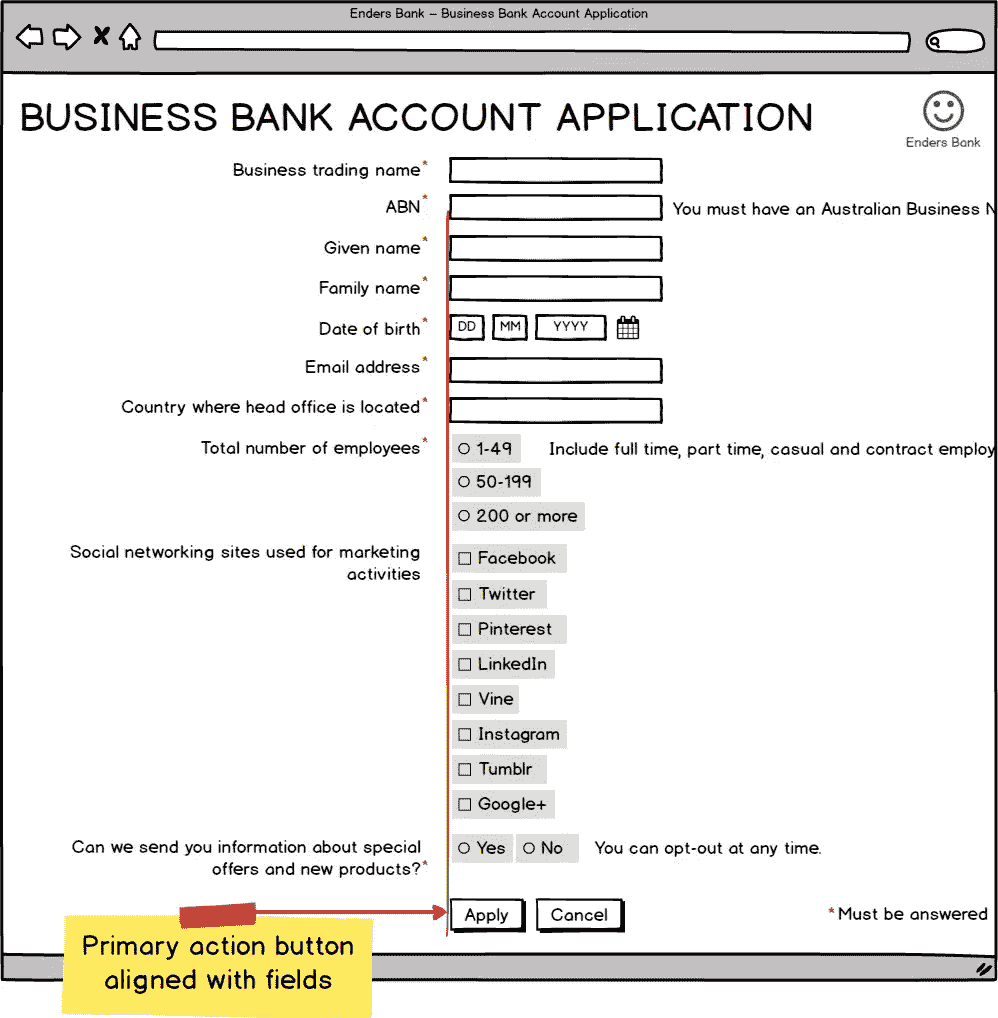 Enders Bank – Business Bank Account Application
BUSINESS BANK ACCOUNT APPLICATION
Enders Bank
Business trading name*
ABN* You must have an Australian Business N
Given name*
Family name*
Date of birth* DD MM YYYY
Email address*
Country where head office is located*
Total number of employees* 1-49 Include full time, part time, casual and contract employ
50-199
200 or more
Social networking sites used for marketing
activities
Facebook
Twitter
Pinterest
LinkedIn
Vine
Instagram
Tumblr
Google+
Can we send you information about special
offers and new products?*
Yes No You can opt-out at any time.
Apply Cancel *Must be answered
Primary action button
aligned with fields